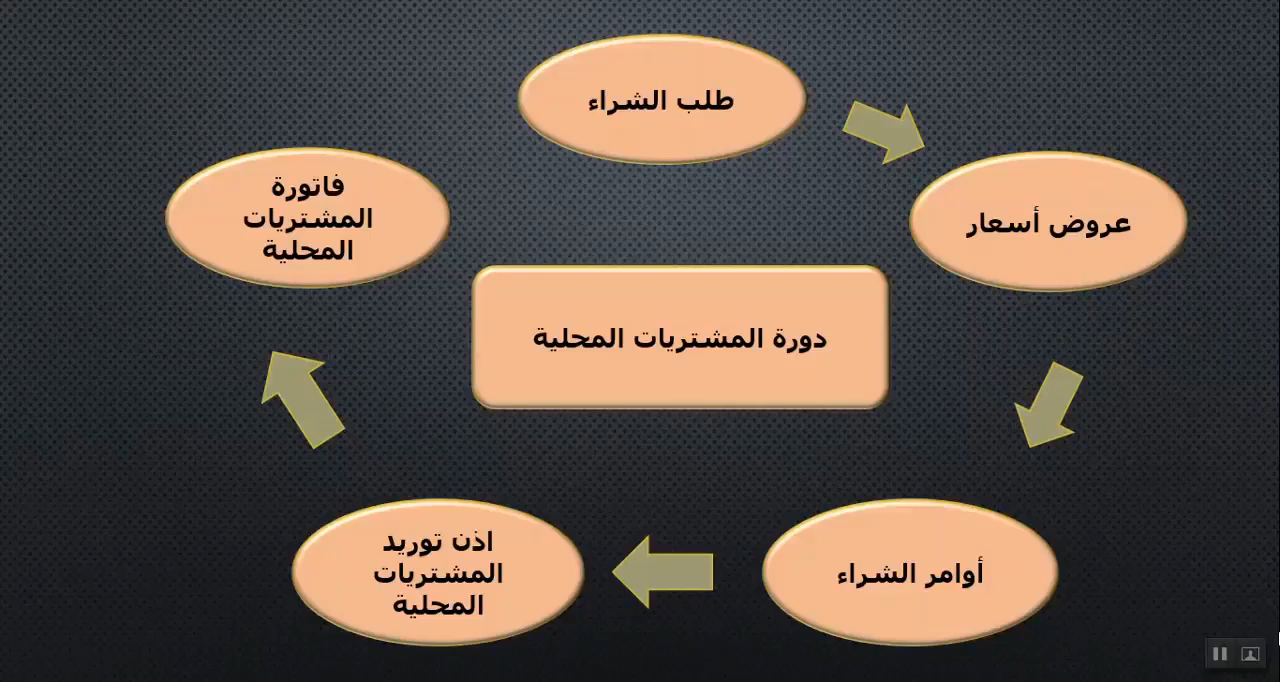 طلب الشراء
عروض أسعار
فاتورة
المشتريات
المحلية
دورة المشتريات المحلية
أوامر الشراء
اذن توريد
المشتريات
المحلية